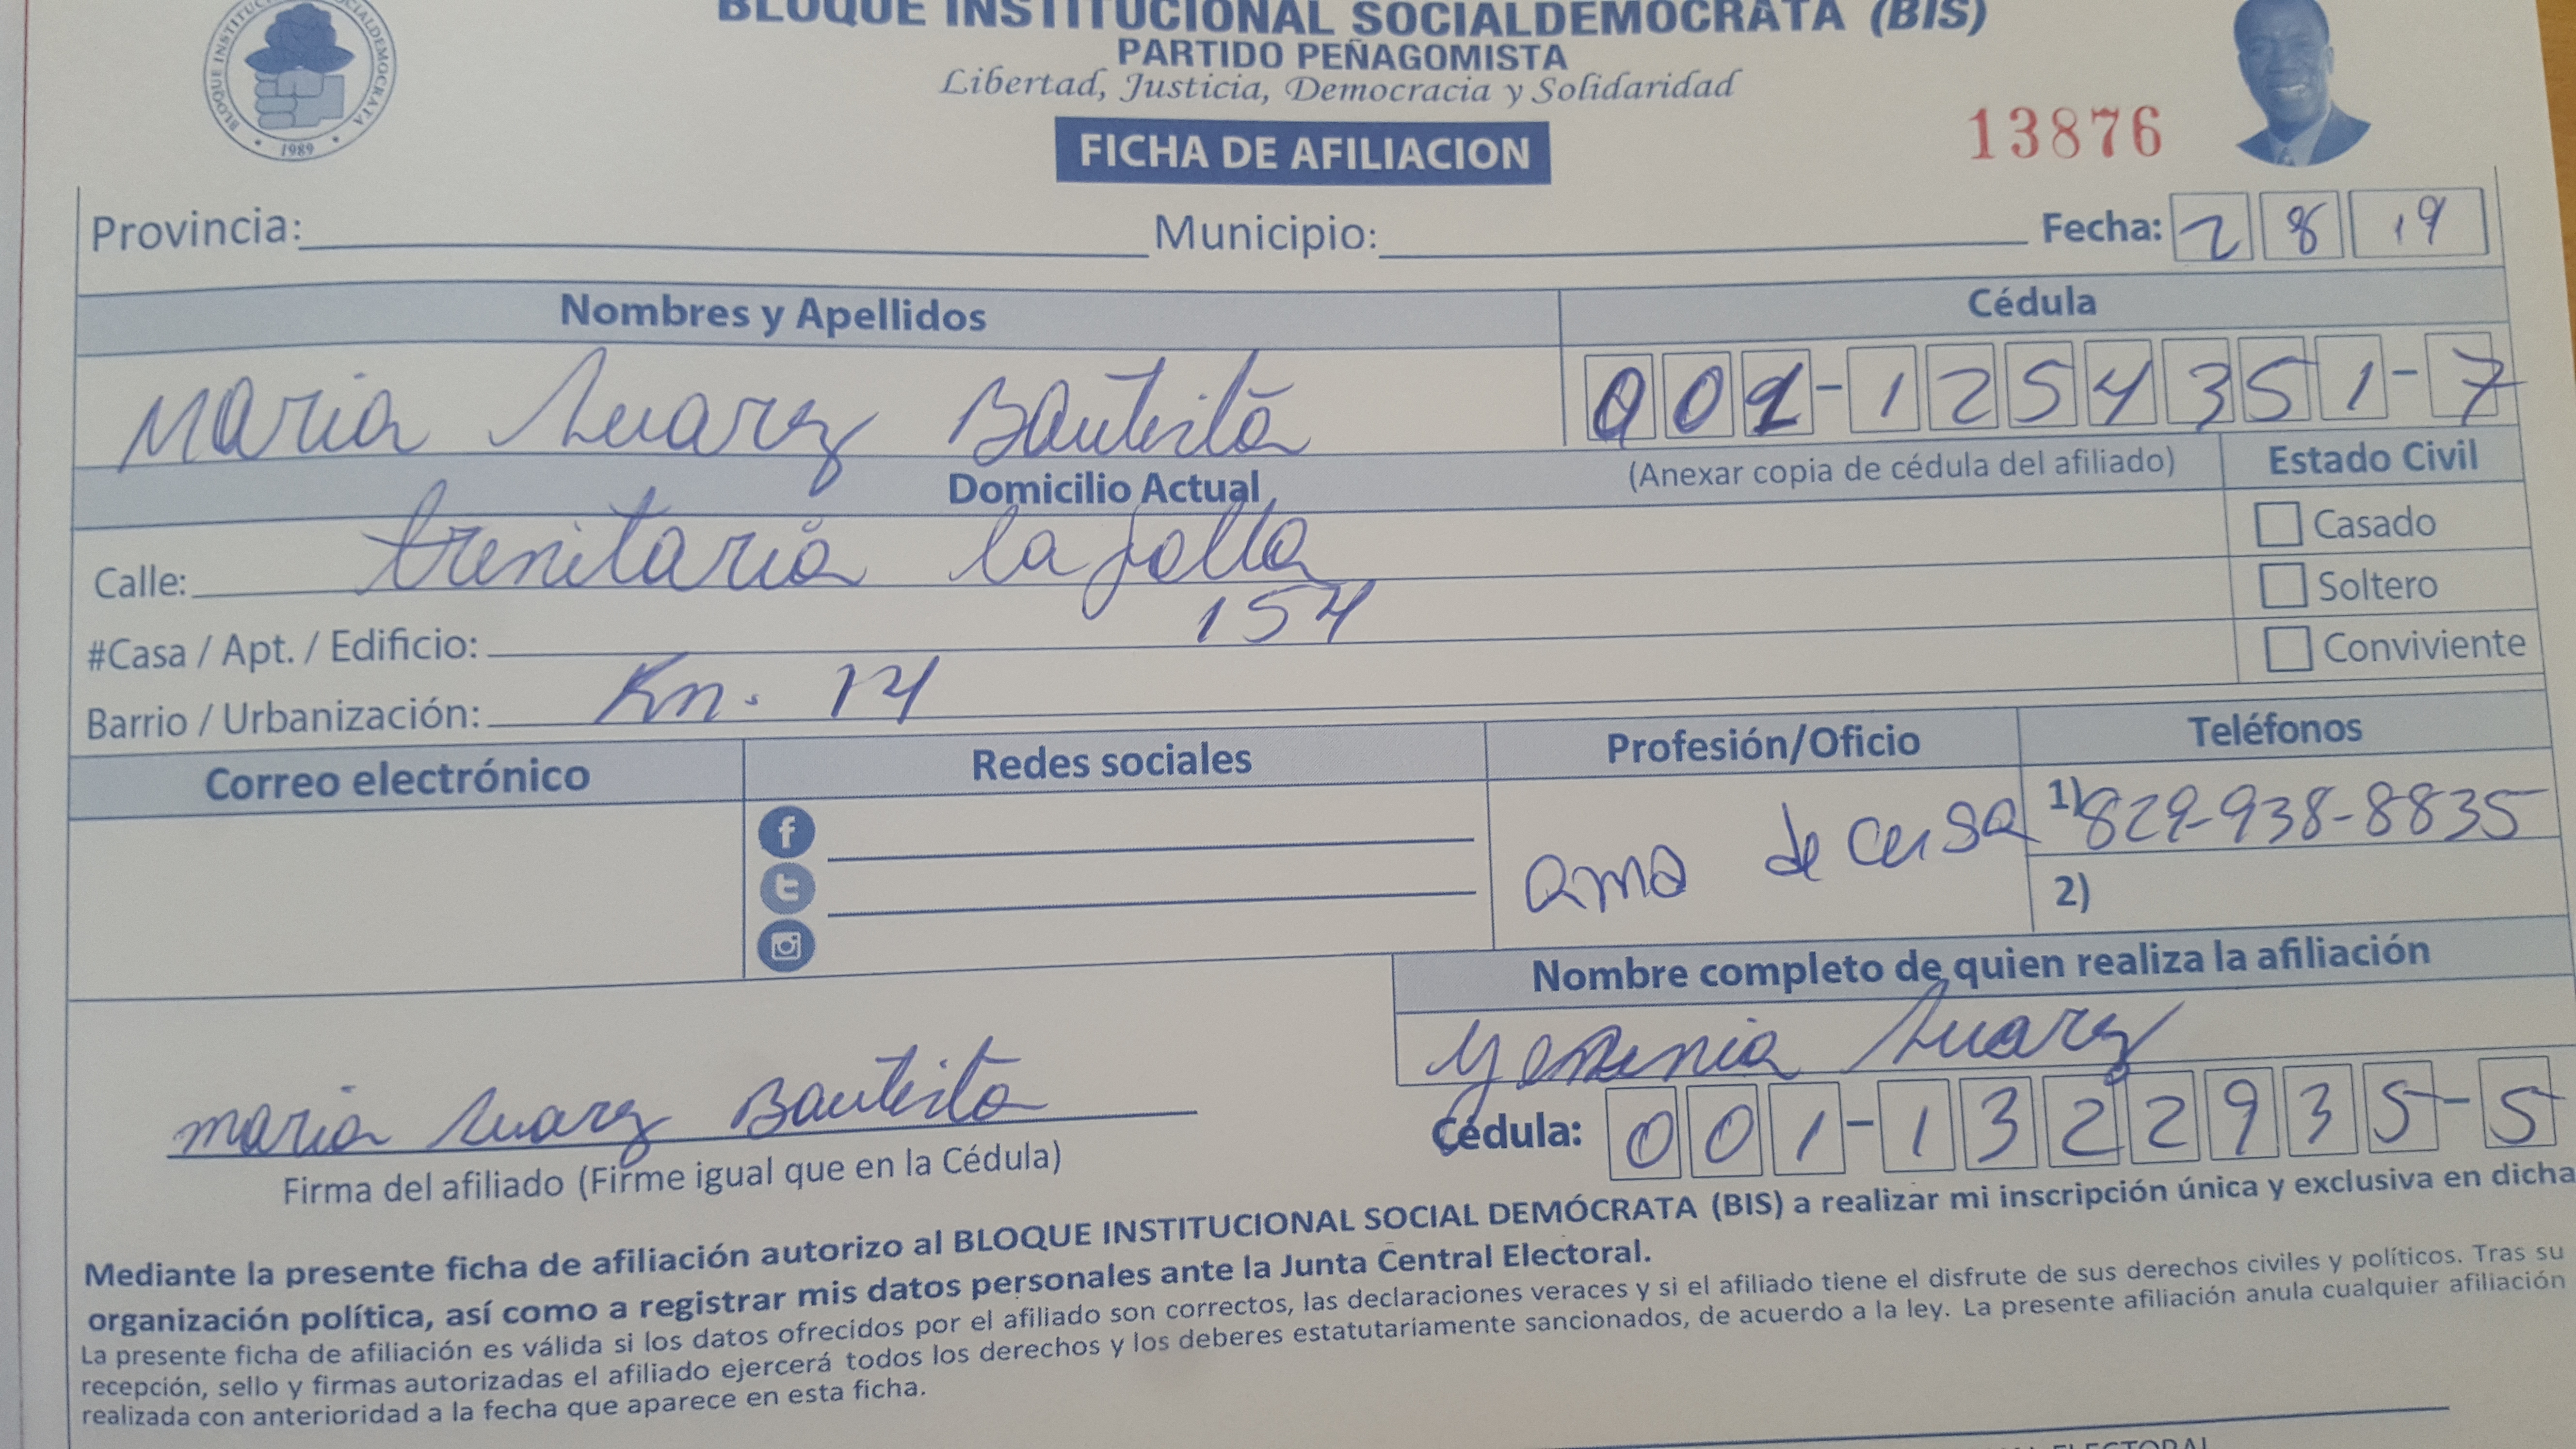 BLOQUE INSTITUCIONAL SOCIALDEMOCRATA (BIS)
PARTIDO PEÑAGOMISTA
Libertad, Justicia, Democracia y Solidaridad
BLOQUE INSTITUCIONAL SOCIALDEMOCRATA
1989
FICHA DE AFILIACION
13876
Provincia: Municipio: Fecha: 2 8 19
Nombres y Apellidos Cédula
Maria Suarez Bautista 001-1254351-7
Domicilio Actual (Anexar copia de cédula del afiliado) Estado Civil
Calle: trenitaria la folla Casado
#Casa / Apt. / Edificio: 154 Soltero
Barrio / Urbanización: Km. 14 Conviviente
Correo electrónico Redes sociales Profesión/Oficio Teléfonos
ama de casa 1) 829-938-8835
2)
Nombre completo de quien realiza la afiliación
Yesenia Suarez
maria Suarez Bautista Cédula: 001-1322935-5
Firma del afiliado (Firme igual que en la Cédula)
Mediante la presente ficha de afiliación autorizo al BLOQUE INSTITUCIONAL SOCIAL DEMÓCRATA (BIS) a realizar mi inscripción única y exclusiva en dicha
organización política, así como a registrar mis datos personales ante la Junta Central Electoral.
La presente ficha de afiliación es válida si los datos ofrecidos por el afiliado son correctos, las declaraciones veraces y si el afiliado tiene el disfrute de sus derechos civiles y políticos. Tras su
recepción, sello y firmas autorizadas el afiliado ejercerá todos los derechos y los deberes estatutariamente sancionados, de acuerdo a la ley. La presente afiliación anula cualquier afiliación
realizada con anterioridad a la fecha que aparece en esta ficha.